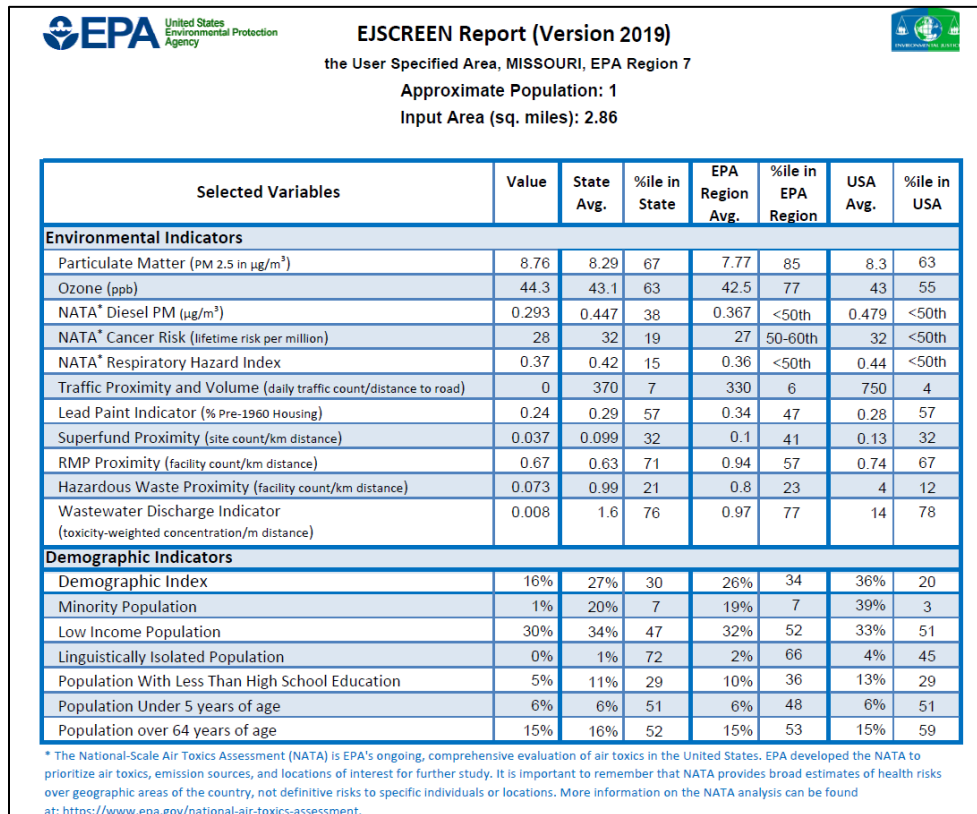 EPA United States
Environmental Protection
Agency
EJSCREEN Report (Version 2019)
the User Specified Area, MISSOURI, EPA Region 7
Approximate Population: 1
Input Area (sq. miles): 2.86
ENVIRONMENTAL JUSTICE
Selected Variables Value State Avg. %ile in State EPA Region Avg. %ile in EPA Region USA Avg. %ile in USA
Environmental Indicators
Particulate Matter (PM 2.5 in µg/m³) 8.76 8.29 67 7.77 85 8.3 63
Ozone (ppb) 44.3 43.1 63 42.5 77 43 55
NATA* Diesel PM (µg/m³) 0.293 0.447 38 0.367 <50th 0.479 <50th
NATA* Cancer Risk (lifetime risk per million) 28 32 19 27 50-60th 32 <50th
NATA* Respiratory Hazard Index 0.37 0.42 15 0.36 <50th 0.44 <50th
Traffic Proximity and Volume (daily traffic count/distance to road) 0 370 7 330 6 750 4
Lead Paint Indicator (% Pre-1960 Housing) 0.24 0.29 57 0.34 47 0.28 57
Superfund Proximity (site count/km distance) 0.037 0.099 32 0.1 41 0.13 32
RMP Proximity (facility count/km distance) 0.67 0.63 71 0.94 57 0.74 67
Hazardous Waste Proximity (facility count/km distance) 0.073 0.99 21 0.8 23 4 12
Wastewater Discharge Indicator 0.008 1.6 76 0.97 77 14 78
(toxicity-weighted concentration/m distance)
Demographic Indicators
Demographic Index 16% 27% 30 26% 34 36% 20
Minority Population 1% 20% 7 19% 7 39% 3
Low Income Population 30% 34% 47 32% 52 33% 51
Linguistically Isolated Population 0% 1% 72 2% 66 4% 45
Population With Less Than High School Education 5% 11% 29 10% 36 13% 29
Population Under 5 years of age 6% 6% 51 6% 48 6% 51
Population over 64 years of age 15% 16% 52 15% 53 15% 59
* The National-Scale Air Toxics Assessment (NATA) is EPA's ongoing, comprehensive evaluation of air toxics in the United States. EPA developed the NATA to
prioritize air toxics, emission sources, and locations of interest for further study. It is important to remember that NATA provides broad estimates of health risks
over geographic areas of the country, not definitive risks to specific individuals or locations. More information on the NATA analysis can be found
at: https://www.epa.gov/national-air-toxics-assessment.